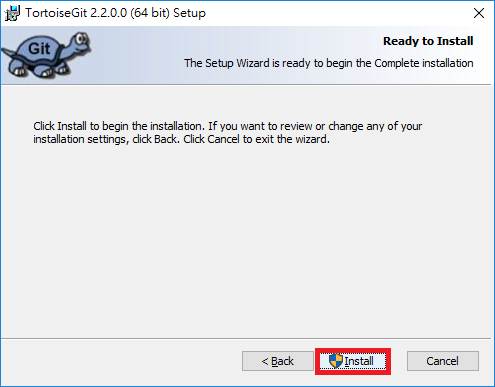 TortoiseGit 2.2.0.0 (64 bit) Setup
Git
Ready to Install
The Setup Wizard is ready to begin the Complete installation
Click Install to begin the installation. If you want to review or change any of your
installation settings, click Back. Click Cancel to exit the wizard.
< Back
Install
Cancel